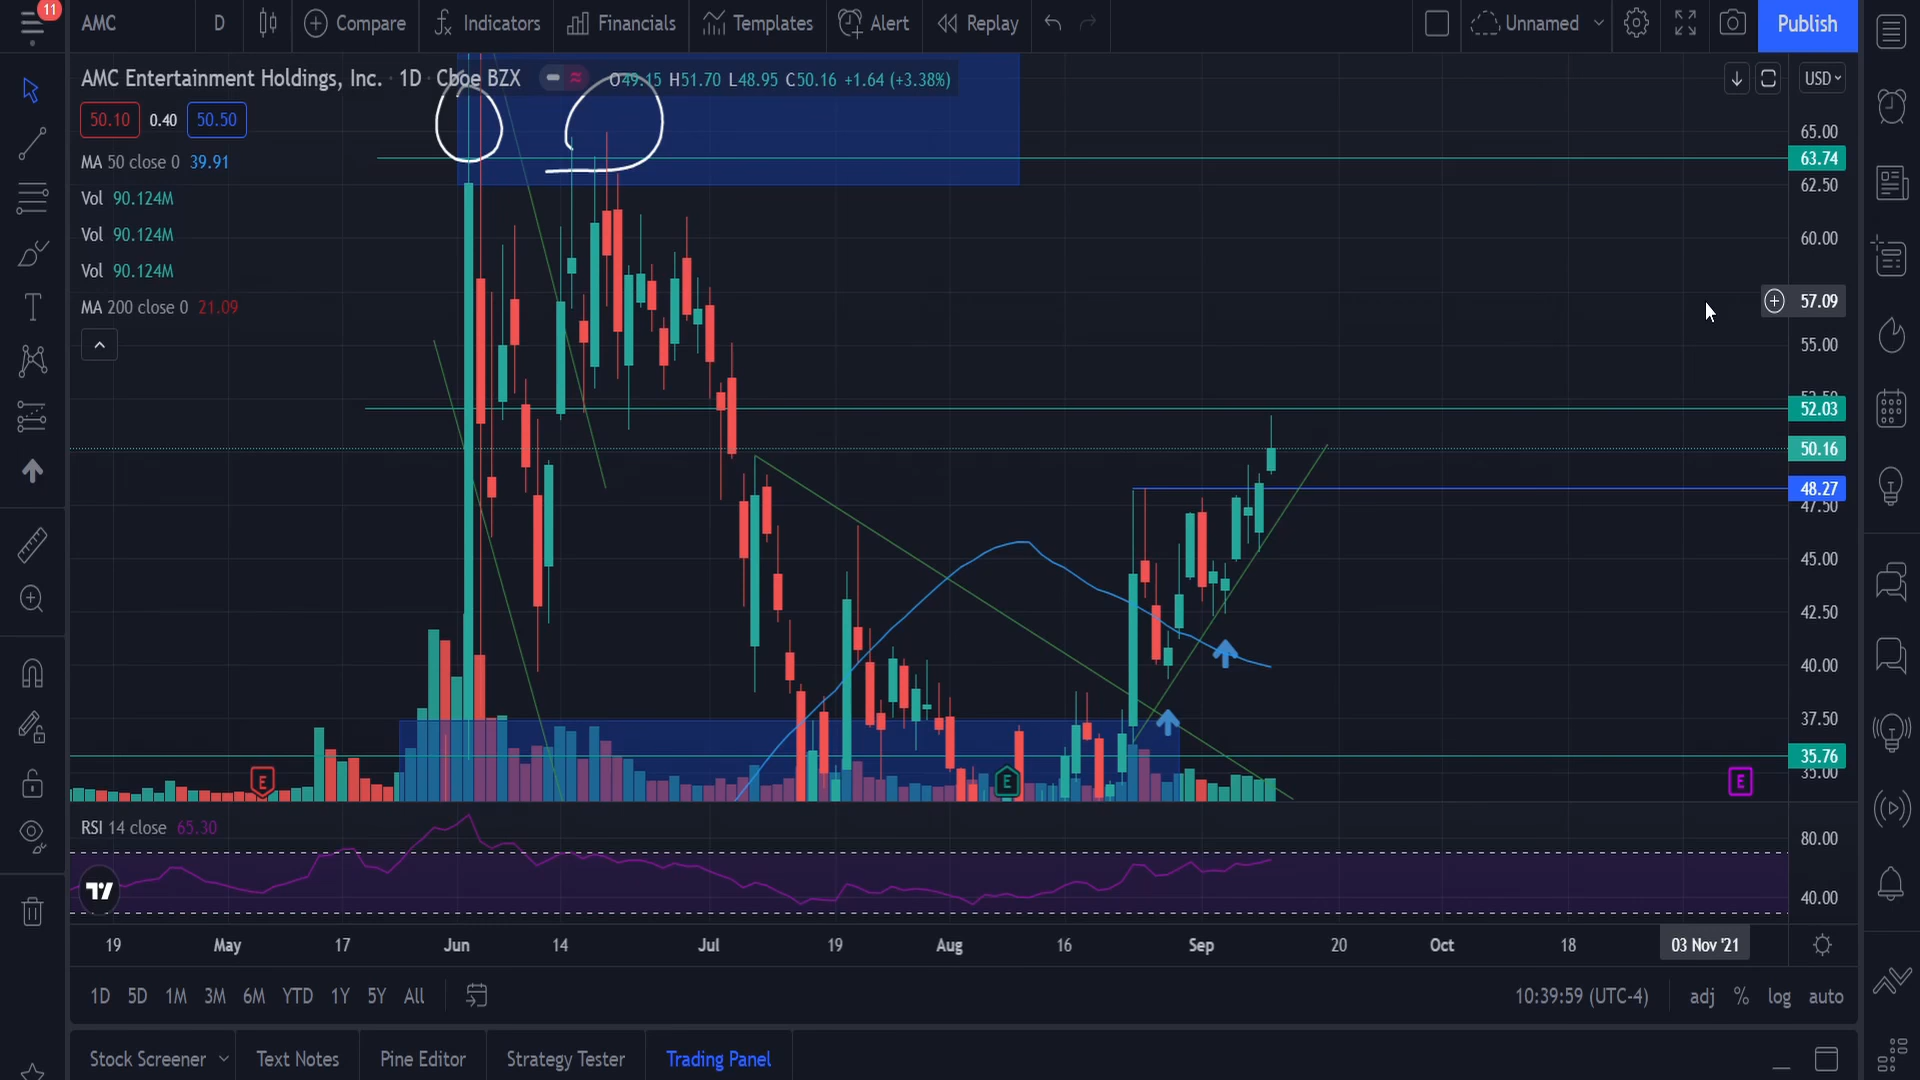 11
AMC
D
Compare
Indicators
Financials
Templates
Alert
Replay
Unnamed
Publish
AMC Entertainment Holdings, Inc. · 1D · Cboe BZX
O49.15 H51.70 L48.95 C50.16 +1.64 (+3.38%)
USD
50.10 0.40 50.50
MA 50 close 0 39.91
Vol 90.124M
Vol 90.124M
Vol 90.124M
MA 200 close 0 21.09
65.00
63.74
62.50
60.00
57.09
55.00
52.03
50.16
48.27
47.50
45.00
42.50
40.00
37.50
35.76
35.00
E
E
E
RSI 14 close 65.30
80.00
40.00
19 May 17 Jun 14 Jul 19 Aug 16 Sep 20 Oct 18 03 Nov '21
1D 5D 1M 3M 6M YTD 1Y 5Y All
10:39:59 (UTC-4) adj % log auto
Stock Screener Text Notes Pine Editor Strategy Tester Trading Panel